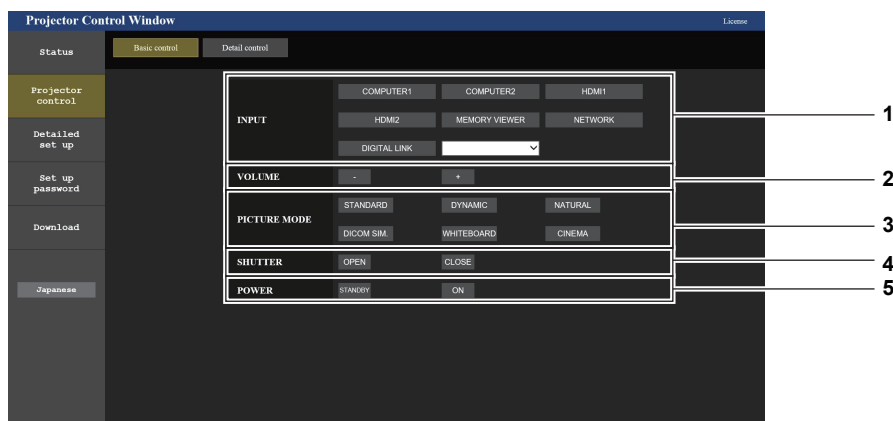 Projector Control Window
License
Status
Basic control
Detail control
Projector
control
Detailed
set up
Set up
password
Download
Japanese
INPUT
COMPUTER1
COMPUTER2
HDMI1
HDMI2
MEMORY VIEWER
NETWORK
DIGITAL LINK
VOLUME
-
+
PICTURE MODE
STANDARD
DYNAMIC
NATURAL
DICOM SIM.
WHITEBOARD
CINEMA
SHUTTER
OPEN
CLOSE
POWER
STANDBY
ON
1
2
3
4
5